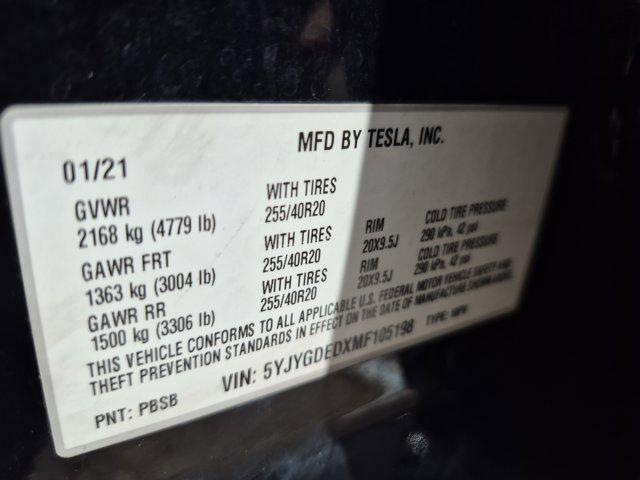 MFD BY TESLA, INC.
01/21
GVWR
2168 kg (4779 lb)
WITH TIRES
255/40R20
RIM
20X9.5J
COLD TIRE PRESSURE
290 kPa, 42 psi
GAWR FRT
1363 kg (3004 lb)
WITH TIRES
255/40R20
RIM
20X9.5J
COLD TIRE PRESSURE
290 kPa, 42 psi
GAWR RR
1500 kg (3306 lb)
WITH TIRES
255/40R20
THIS VEHICLE CONFORMS TO ALL APPLICABLE U.S. FEDERAL MOTOR VEHICLE SAFETY AND
THEFT PREVENTION STANDARDS IN EFFECT ON THE DATE OF MANUFACTURE SHOWN ABOVE.
VIN: 5YJYGDEDXMF105198
TYPE: MPV
PNT: PBSB